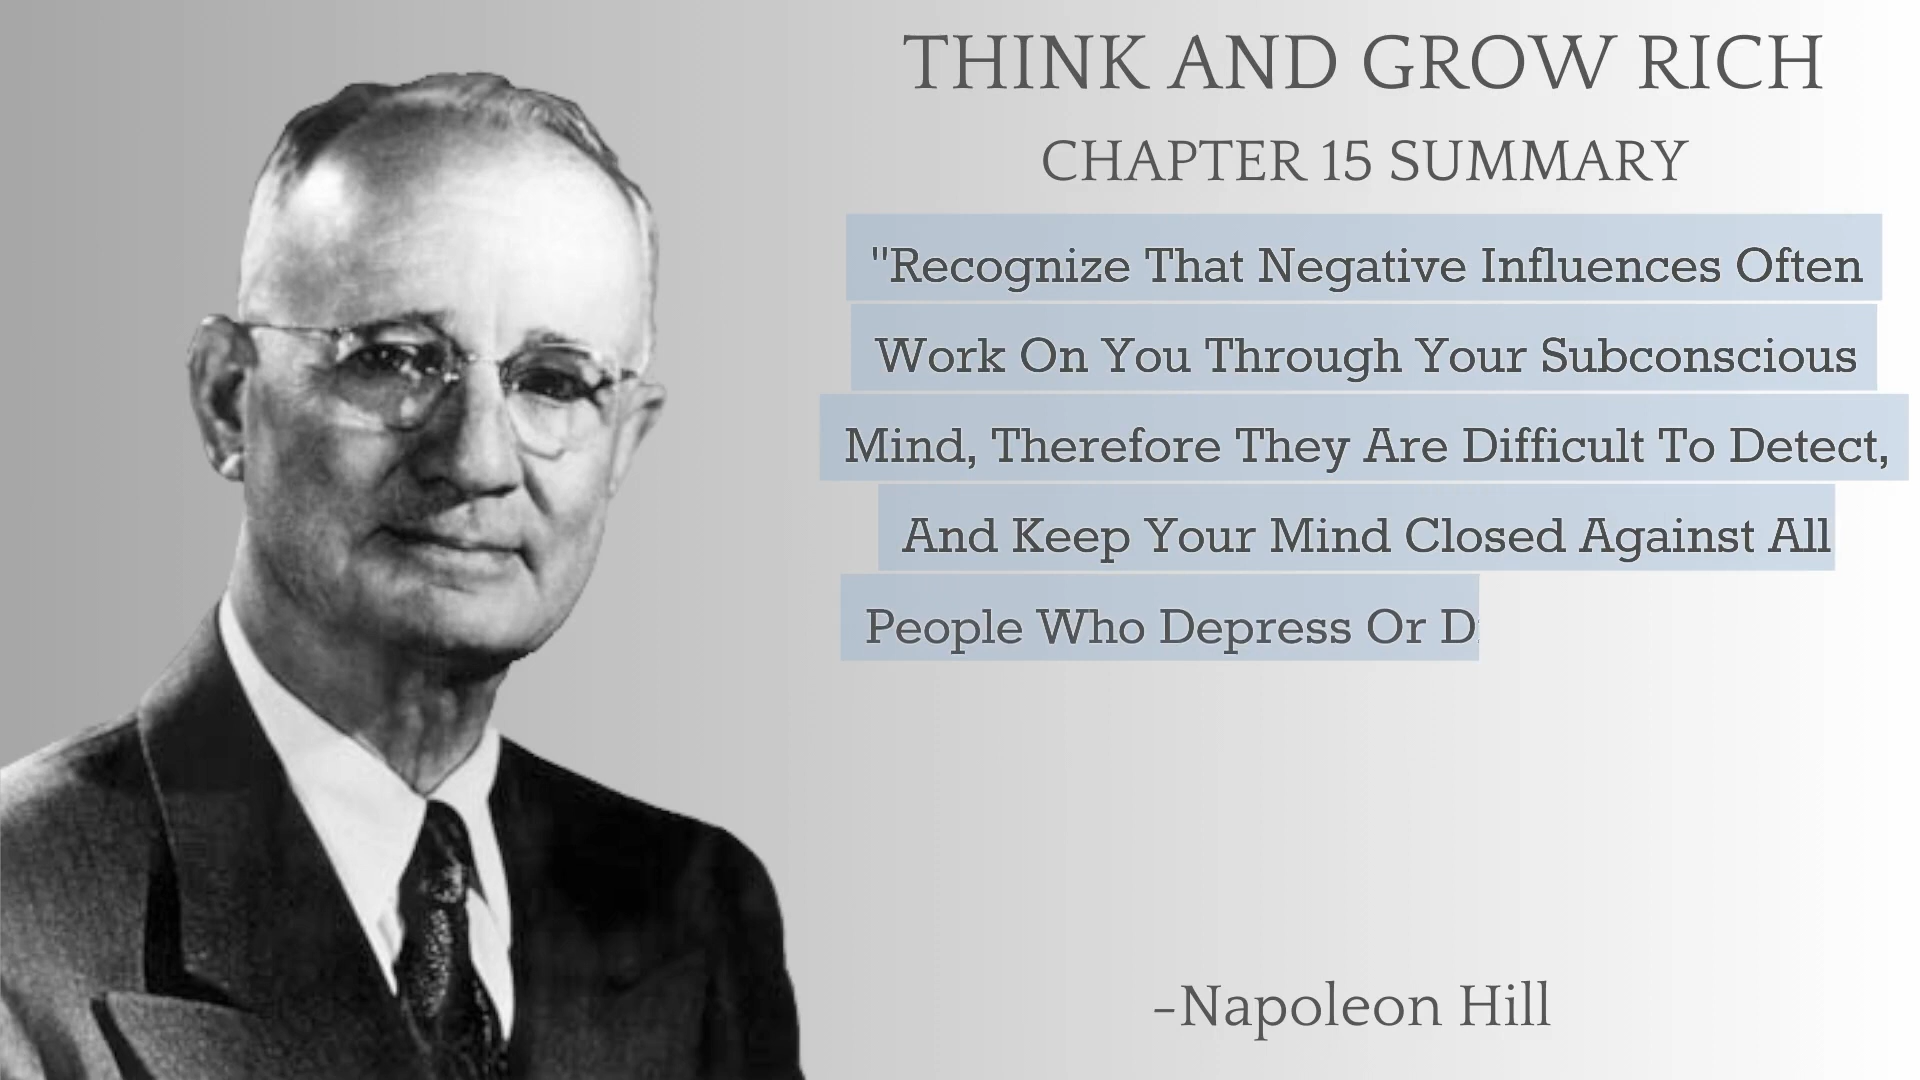 THINK AND GROW RICH
CHAPTER 15 SUMMARY
"Recognize That Negative Influences Often
Work On You Through Your Subconscious
Mind, Therefore They Are Difficult To Detect,
And Keep Your Mind Closed Against All
People Who Depress Or D
-Napoleon Hill